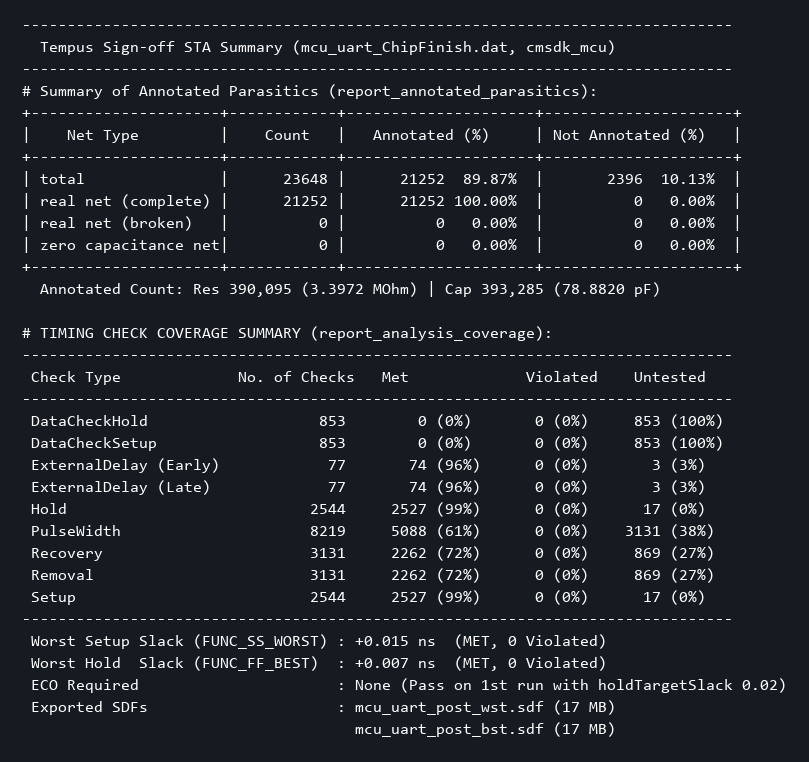 -------------------------------------------------------------------------------
  Tempus Sign-off STA Summary (mcu_uart_ChipFinish.dat, cmsdk_mcu)
-------------------------------------------------------------------------------
# Summary of Annotated Parasitics (report_annotated_parasitics):
+---------------------+------------+---------------------+---------------------+
|    Net Type         |    Count   |   Annotated (%)     | Not Annotated (%)   |
+---------------------+------------+---------------------+---------------------+
| total               |      23648 |      21252  89.87%  |       2396  10.13%  |
| real net (complete) |      21252 |      21252 100.00%  |          0   0.00%  |
| real net (broken)   |          0 |          0   0.00%  |          0   0.00%  |
| zero capacitance net|          0 |          0   0.00%  |          0   0.00%  |
+---------------------+------------+---------------------+---------------------+
  Annotated Count: Res 390,095 (3.3972 MOhm) | Cap 393,285 (78.8820 pF)

# TIMING CHECK COVERAGE SUMMARY (report_analysis_coverage):
-------------------------------------------------------------------------------
 Check Type             No. of Checks   Met             Violated    Untested
-------------------------------------------------------------------------------
 DataCheckHold                   853        0 (0%)       0 (0%)     853 (100%)
 DataCheckSetup                  853        0 (0%)       0 (0%)     853 (100%)
 ExternalDelay (Early)            77       74 (96%)      0 (0%)       3 (3%)
 ExternalDelay (Late)             77       74 (96%)      0 (0%)       3 (3%)
 Hold                           2544     2527 (99%)      0 (0%)      17 (0%)
 PulseWidth                     8219     5088 (61%)      0 (0%)    3131 (38%)
 Recovery                       3131     2262 (72%)      0 (0%)     869 (27%)
 Removal                        3131     2262 (72%)      0 (0%)     869 (27%)
 Setup                          2544     2527 (99%)      0 (0%)      17 (0%)
-------------------------------------------------------------------------------
 Worst Setup Slack (FUNC_SS_WORST) : +0.015 ns  (MET, 0 Violated)
 Worst Hold  Slack (FUNC_FF_BEST)  : +0.007 ns  (MET, 0 Violated)
 ECO Required                      : None (Pass on 1st run with holdTargetSlack 0.02)
 Exported SDFs                     : mcu_uart_post_wst.sdf (17 MB)
                                     mcu_uart_post_bst.sdf (17 MB)